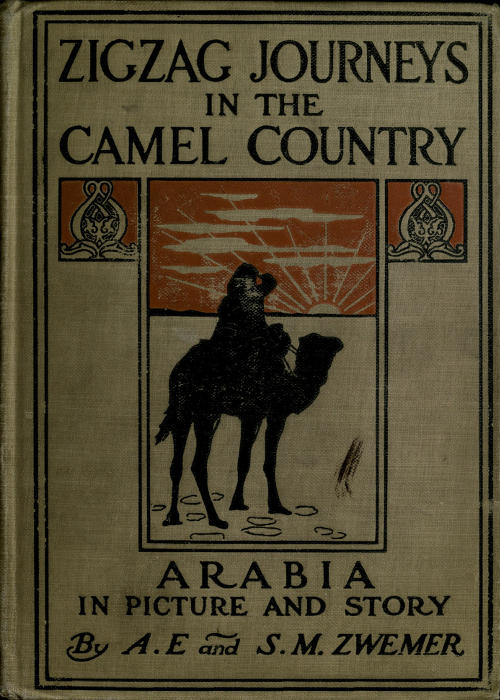 ZIGZAG JOURNEYS
IN THE
CAMEL COUNTRY
ARABIA
IN PICTURE AND STORY
By A. E and S. M. ZWEMER